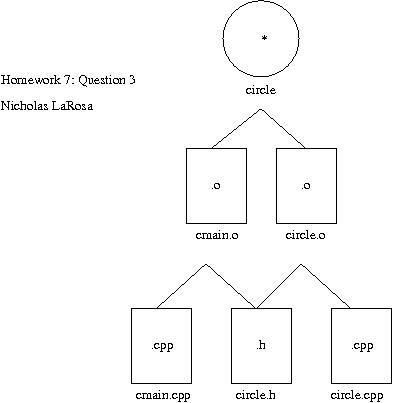 *
Homework 7: Question 3
circle
Nicholas LaRosa
.o .o
cmain.o circle.o
.cpp .h .cpp
cmain.cpp circle.h circle.cpp